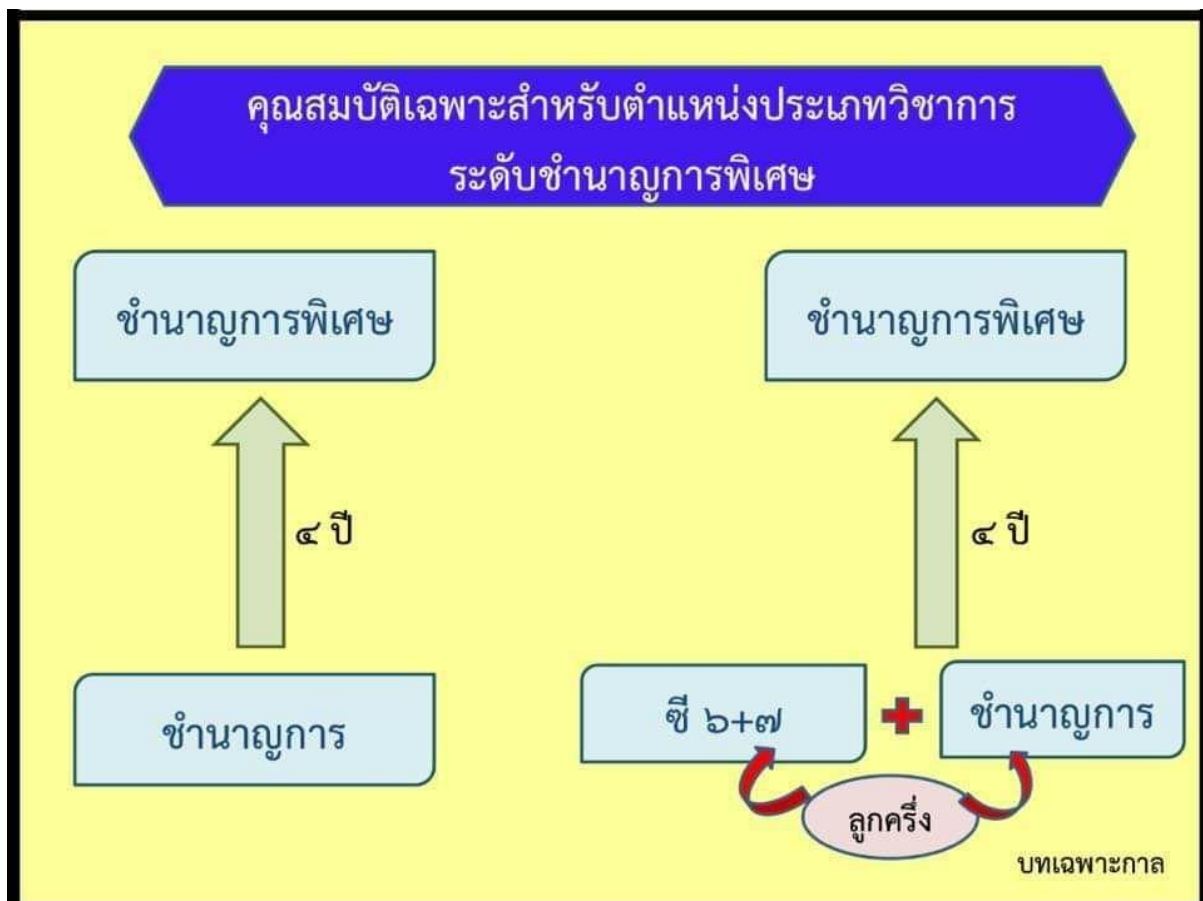 คุณสมบัติเฉพาะสำหรับตำแหน่งประเภทวิชาการ
ระดับชำนาญการพิเศษ
ชำนาญการพิเศษ
ชำนาญการพิเศษ
๔ ปี
๔ ปี
ชำนาญการ
ซี ๖+๗
ชำนาญการ
ลูกครึ่ง
บทเฉพาะกาล